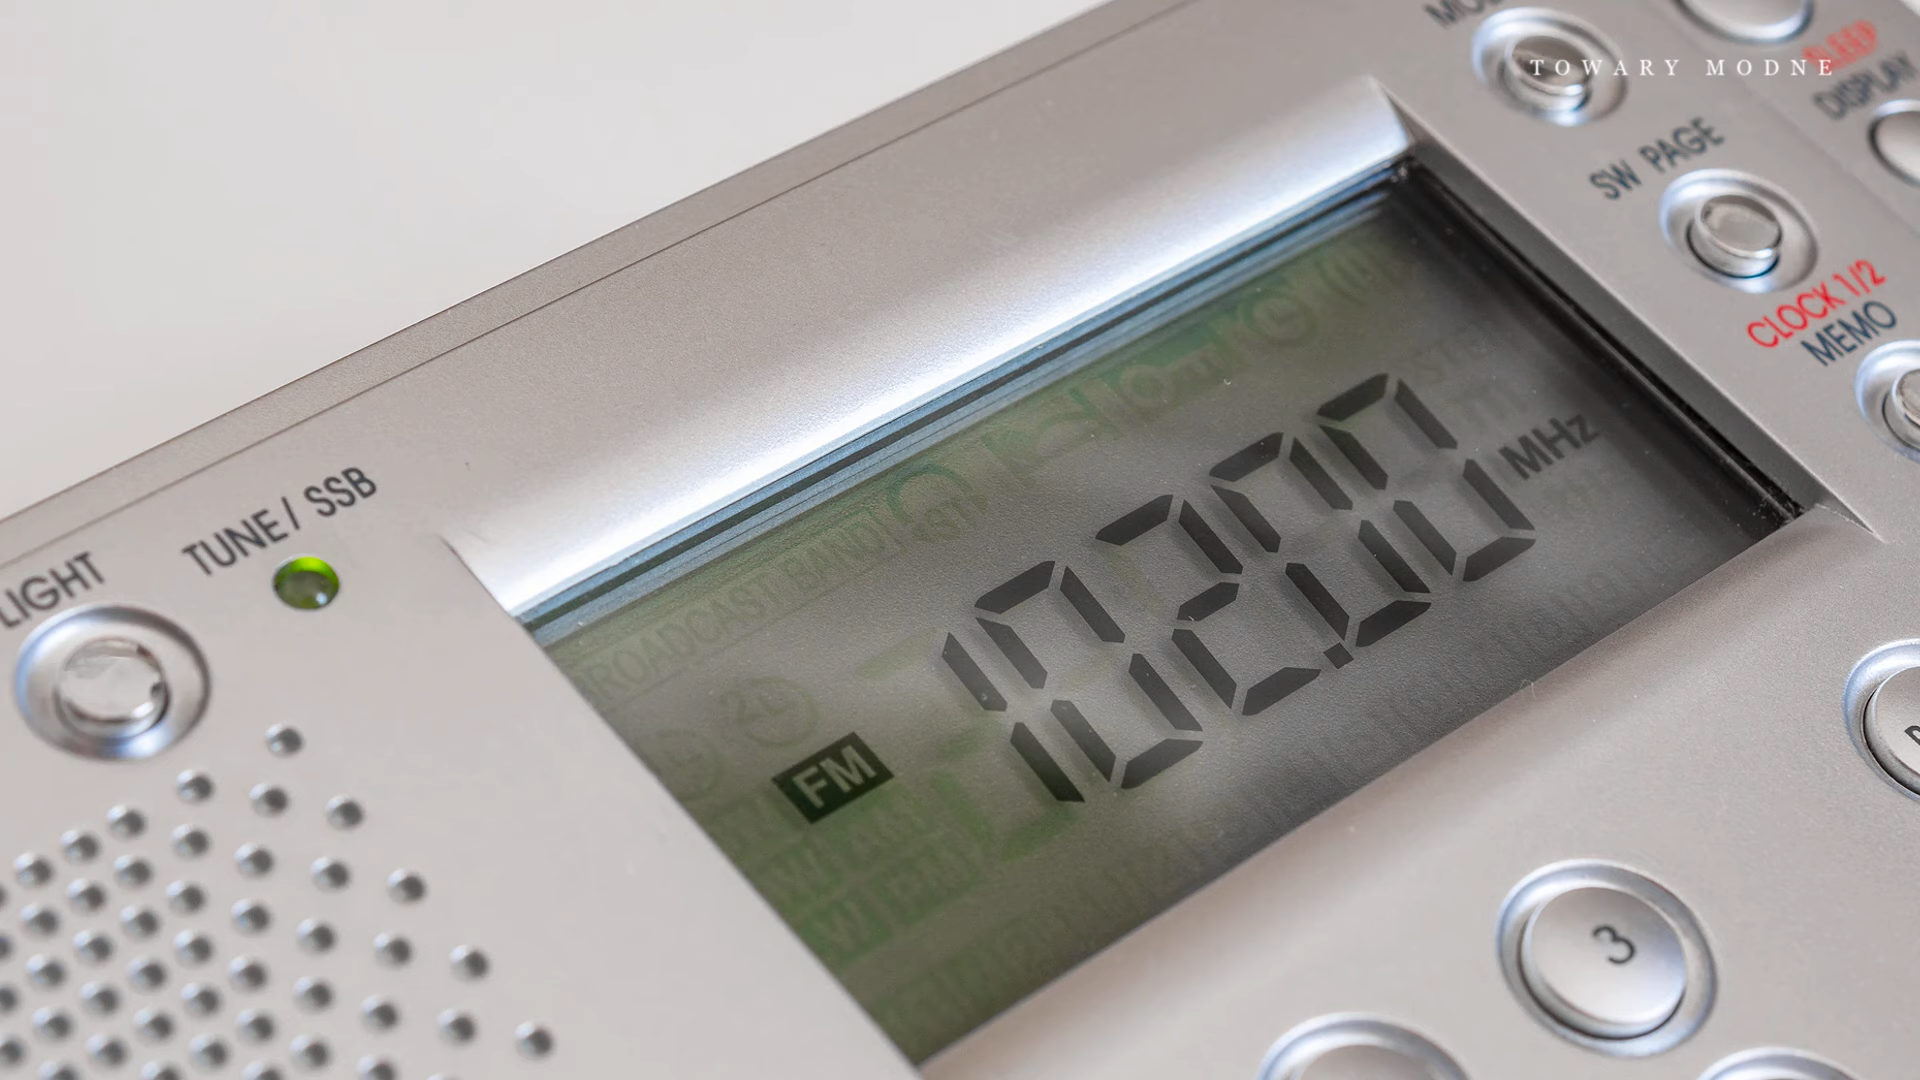 TOWARY MODNE
SLEEP
DISPLAY
SW PAGE
CLOCK 1/2
MEMO
TUNE / SSB
LIGHT
102.00 MHz
FM
3